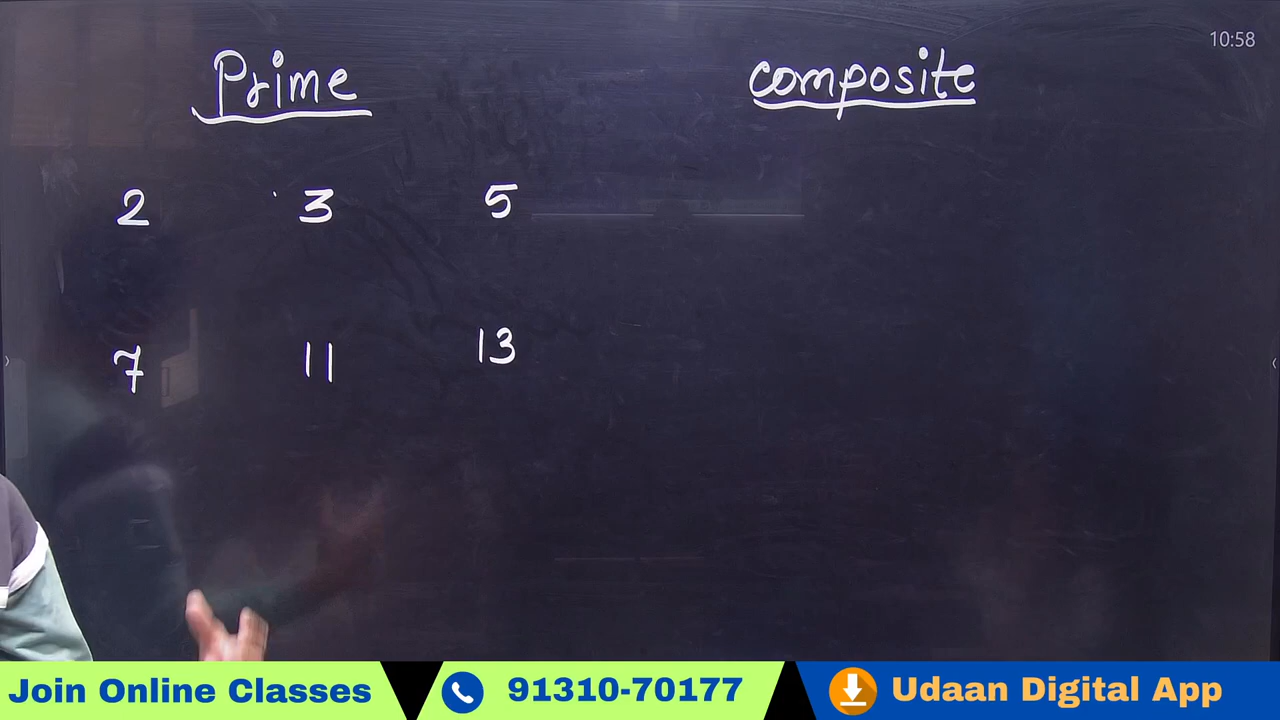 10:58
Prime composite
2 3 5
7 11 13
Join Online Classes 91310-70177 Udaan Digital App